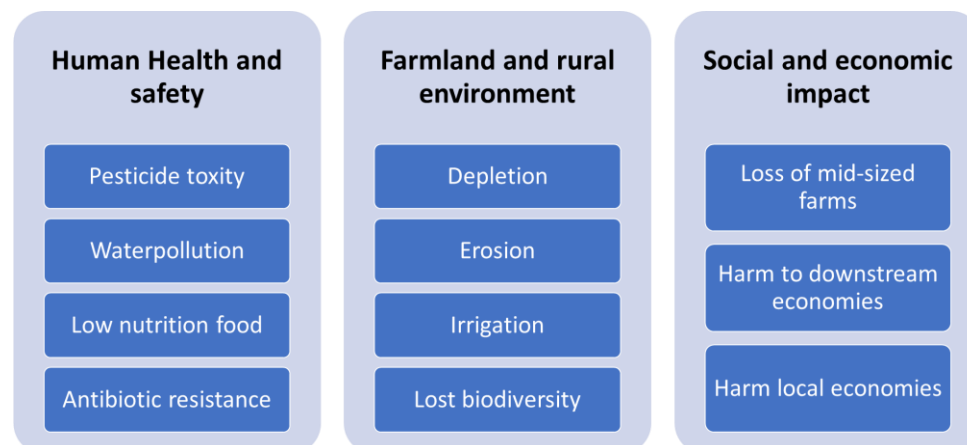 Human Health and
safety
Pesticide toxity
Waterpollution
Low nutrition food
Antibiotic resistance
Farmland and rural
environment
Depletion
Erosion
Irrigation
Lost biodiversity
Social and economic
impact
Loss of mid-sized
farms
Harm to downstream
economies
Harm local economies